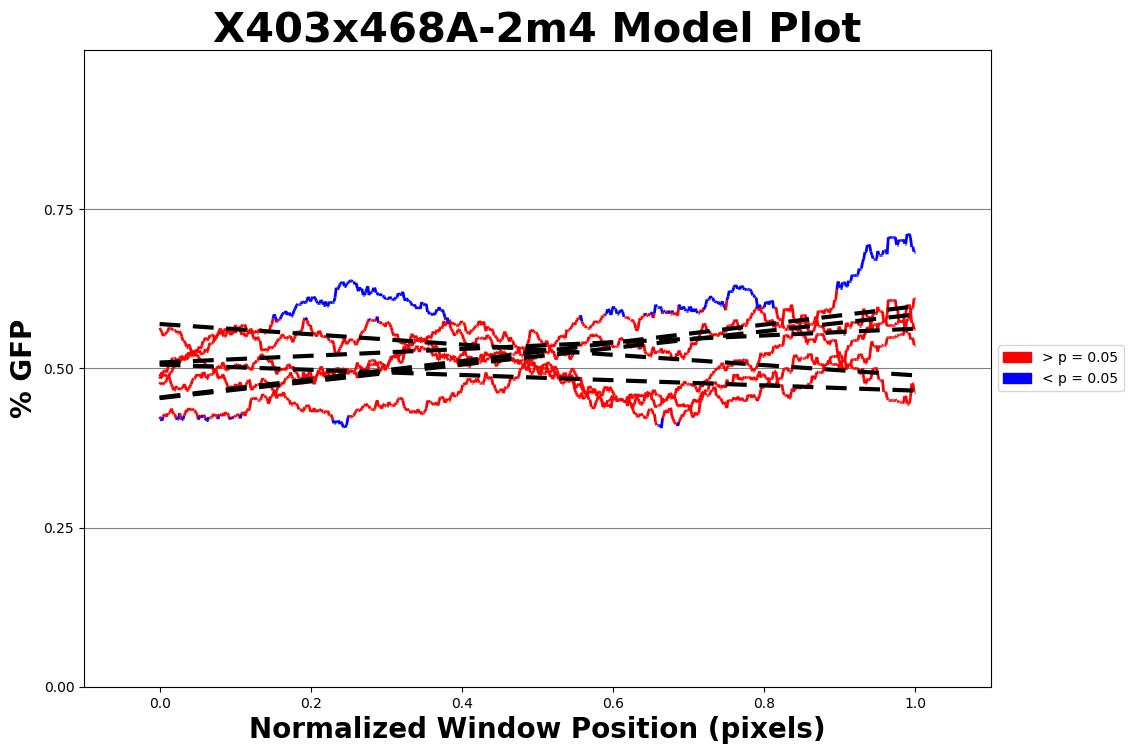 X403x468A-2m4 Model Plot
% GFP
0.75
0.50
0.25
0.00
0.0 0.2 0.4 0.6 0.8 1.0
Normalized Window Position (pixels)
> p = 0.05
< p = 0.05